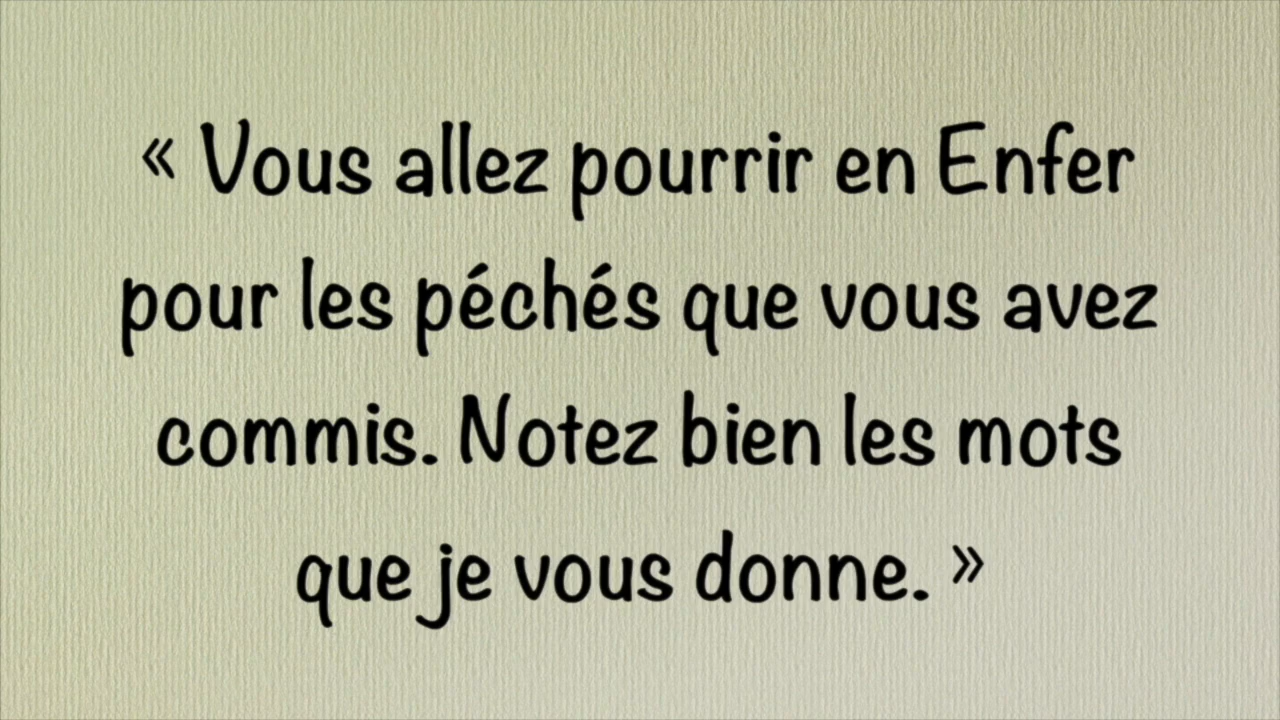 « Vous allez pourrir en Enfer
pour les péchés que vous avez
commis. Notez bien les mots
que je vous donne. »